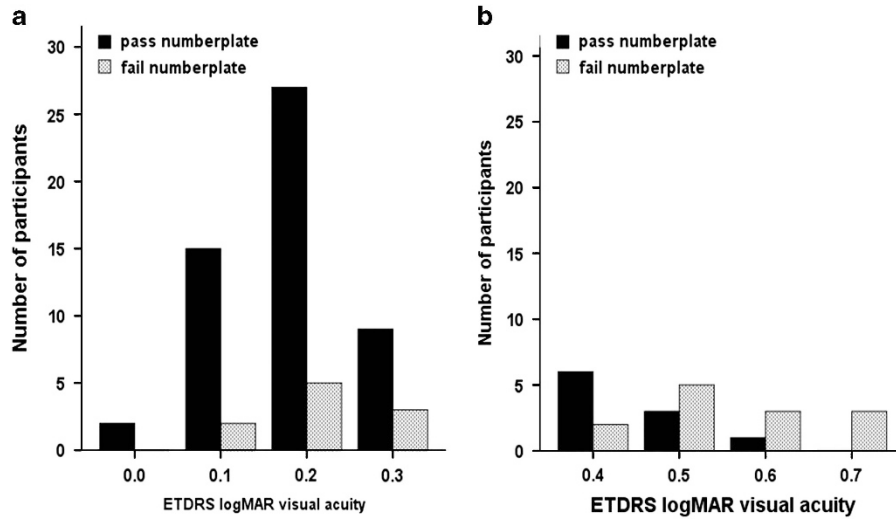 a
pass numberplate
fail numberplate
Number of participants
30
25
20
15
10
5
0
0.0 0.1 0.2 0.3
ETDRS logMAR visual acuity
b
pass numberplate
fail numberplate
Number of participants
30
25
20
15
10
5
0
0.4 0.5 0.6 0.7
ETDRS logMAR visual acuity